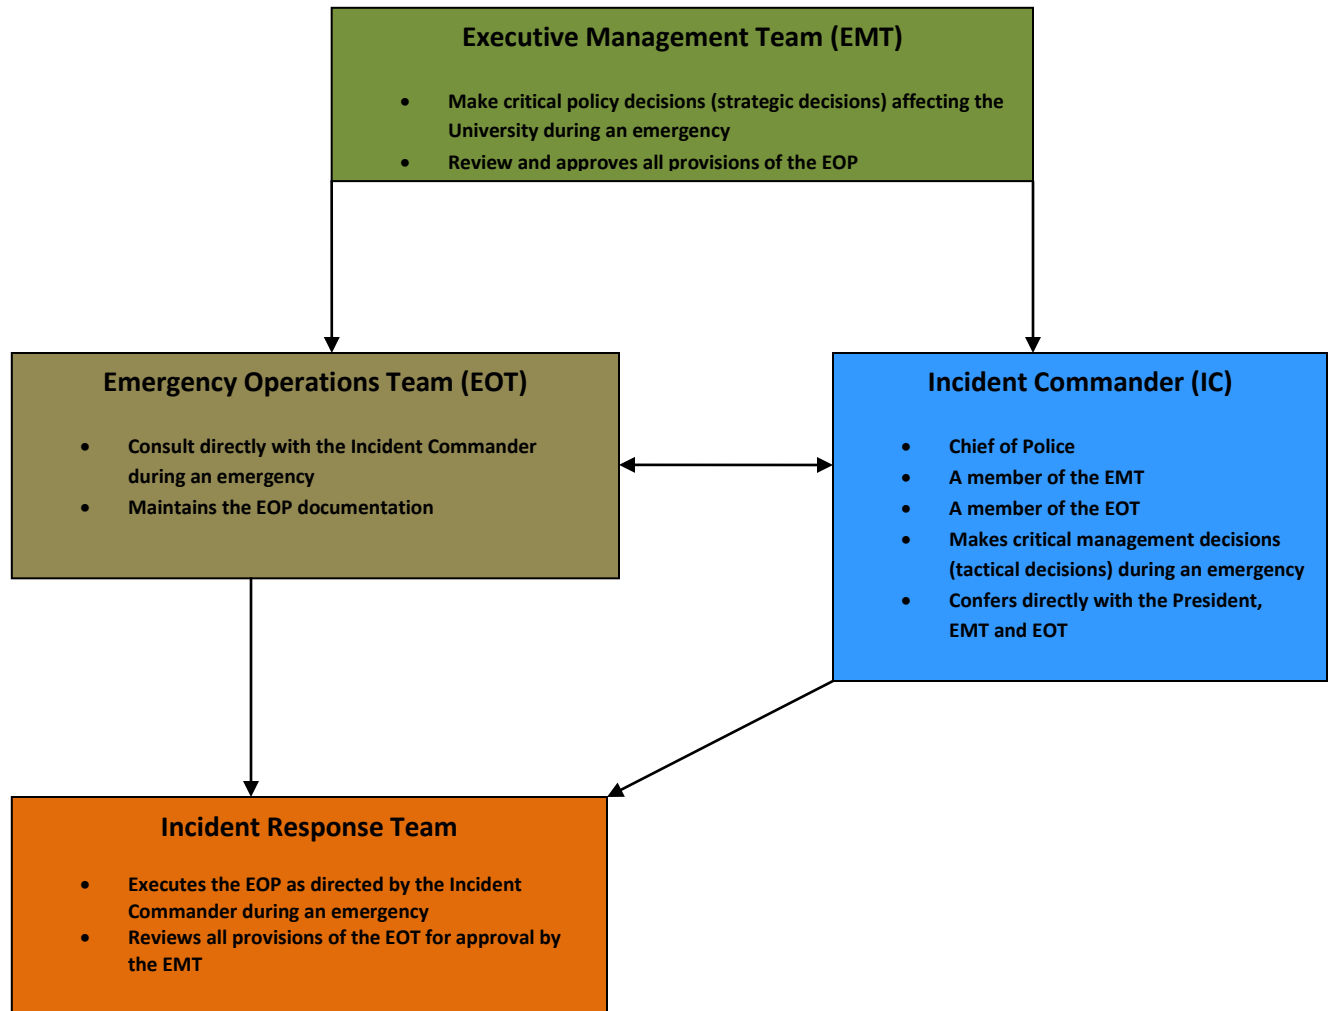 Executive Management Team (EMT)
• Make critical policy decisions (strategic decisions) affecting the
University during an emergency
• Review and approves all provisions of the EOP
Emergency Operations Team (EOT)
• Consult directly with the Incident Commander
during an emergency
• Maintains the EOP documentation
Incident Commander (IC)
• Chief of Police
• A member of the EMT
• A member of the EOT
• Makes critical management decisions
(tactical decisions) during an emergency
• Confers directly with the President,
EMT and EOT
Incident Response Team
• Executes the EOP as directed by the Incident
Commander during an emergency
• Reviews all provisions of the EOT for approval by
the EMT